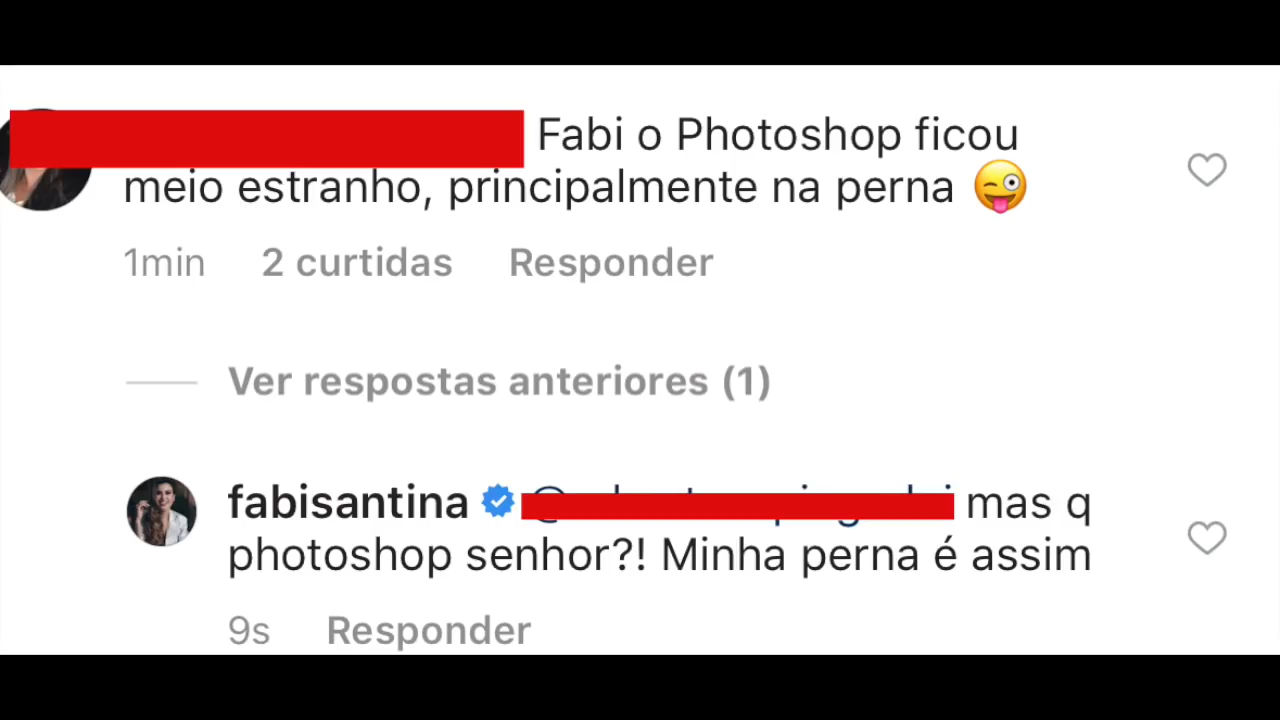 Fabi o Photoshop ficou
meio estranho, principalmente na perna
1min 2 curtidas Responder
Ver respostas anteriores (1)
fabisantina mas q
photoshop senhor?! Minha perna é assim
9s Responder